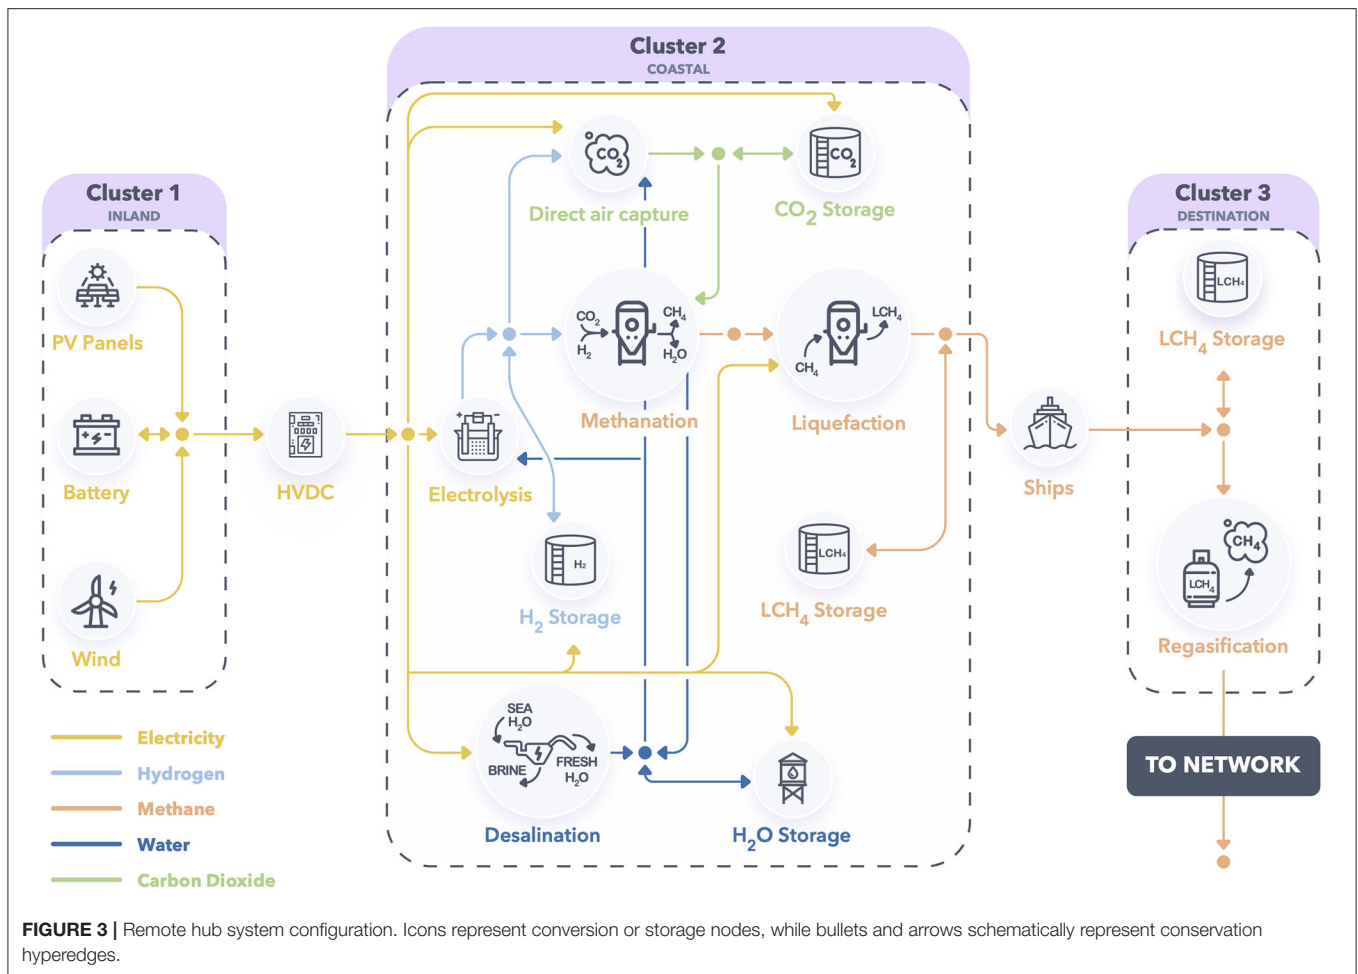 Cluster 2
COASTAL
Cluster 1
INLAND
Cluster 3
DESTINATION
CO2
Direct air capture
CO2
CO2 Storage
PV Panels
LCH4
LCH4 Storage
CO2
H2
CH4
H2O
Methanation
CH4
LCH4
Liquefaction
Battery
HVDC
Electrolysis
Ships
H2
H2 Storage
LCH4
LCH4 Storage
LCH4
CH4
Regasification
Wind
SEA
H2O
BRINE
FRESH
H2O
Desalination
H2O Storage
TO NETWORK
Electricity
Hydrogen
Methane
Water
Carbon Dioxide
FIGURE 3 | Remote hub system configuration. Icons represent conversion or storage nodes, while bullets and arrows schematically represent conservation
hyperedges.